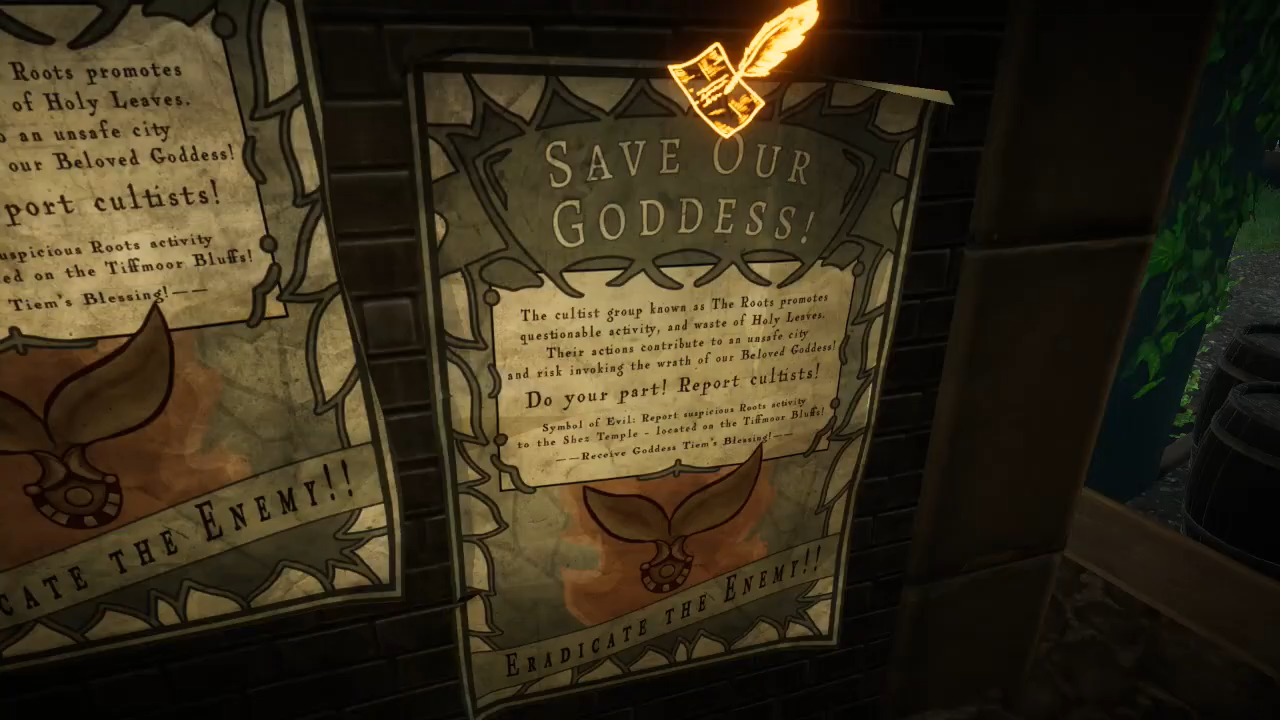 Roots promotes
of Holy Leaves.
an unsafe city
our Beloved Goddess!
port cultists!
uspicious Roots activity
ed on the Tiffmoor Bluffs!
Tiem's Blessing!——
CATE THE ENEMY!!
SAVE OUR
GODDESS!
The cultist group known as The Roots promotes
questionable activity, and waste of Holy Leaves.
Their actions contribute to an unsafe city
and risk invoking the wrath of our Beloved Goddess!
Do your part! Report cultists!
Symbol of Evil: Report suspicious Roots activity
to the Shez Temple - located on the Tiffmoor Bluffs!
——Receive Goddess Tiem's Blessing!——
ERADICATE THE ENEMY!!